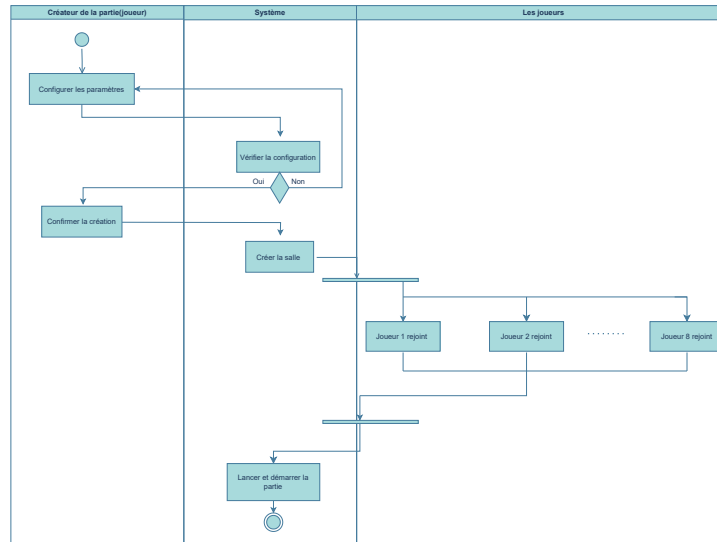 Créateur de la partie(joueur)
Système
Les joueurs
Configurer les paramètres
Vérifier la configuration
Oui
Non
Confirmer la création
Créer la salle
Joueur 1 rejoint
Joueur 2 rejoint
. . . . . . . .
Joueur 8 rejoint
Lancer et démarrer la
partie